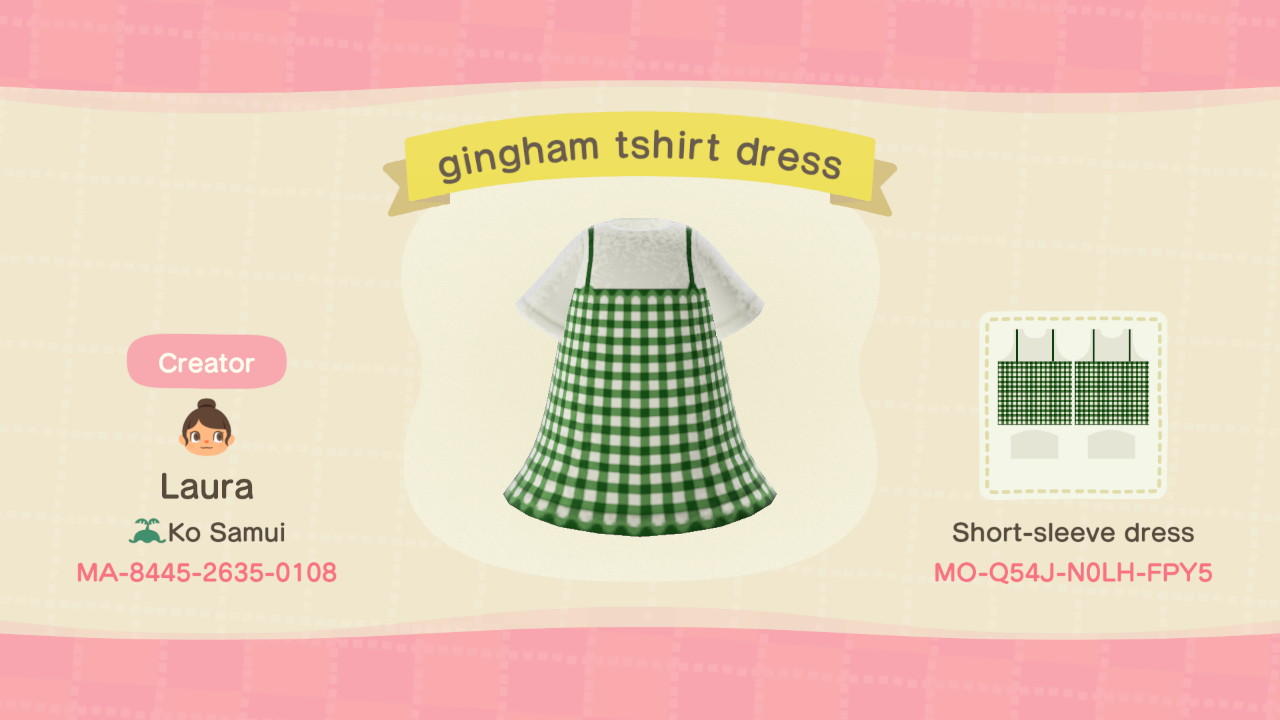 gingham tshirt dress
Creator
Laura
Ko Samui
MA-8445-2635-0108
Short-sleeve dress
MO-Q54J-N0LH-FPY5